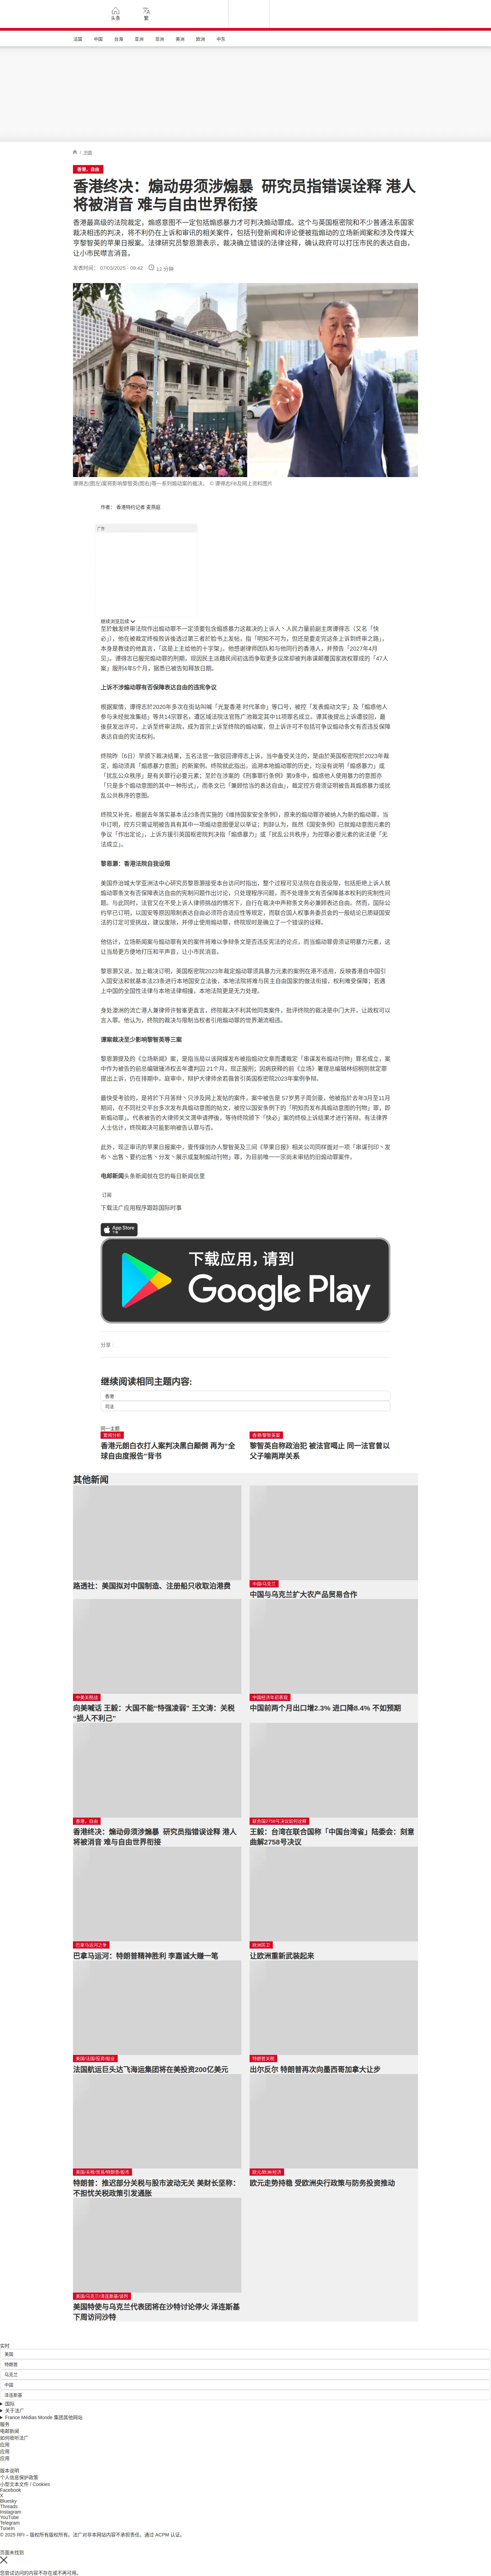 头条
繁
法国
中国
台海
亚洲
非洲
美洲
欧洲
中东
/ 中国
香港，自由
香港终决：煽动毋须涉煽暴 研究员指错误诠释 港人
将被消音 难与自由世界衔接
香港最高级的法院裁定，煽惑意图不一定包括煽惑暴力才可判决煽动罪成。这个与英国枢密院和不少普通法系国家
裁决相违的判决，将不利仍在上诉和审讯的相关案件，包括刊登新闻和评论便被指煽动的立场新闻案和涉及传媒大
亨黎智英的苹果日报案。法律研究员黎恩灏表示，裁决确立错误的法律诠释，确认政府可以打压市民的表达自由，
让小市民噤言消音。
发表时间： 07/03/2025 - 09:42
12 分钟
谭得志(图左)案将影响黎智英(图右)等一系列煽动案的裁决。 © 谭得志FB及网上资料图片
作者： 香港特约记者 麦燕庭
广告
继续浏览后续
至於触发终审法院作出煽动罪不一定须要包含煽惑暴力这裁决的上诉人丶人民力量前副主席谭得志（又名「快
必」），他在被裁定终极败诉後透过第三者於脸书上发帖，指「明知不可为，但还是要走完这条上诉到终审之路」，
本身是教徒的他直言，「这是上主给他的十字架」。他感谢律师团队和与他同行的香港人，并预告「2027年4月
见」。谭得志已服完煽动罪的刑期，现因民主派藉民间初选而争取更多议席却被判串谋颠覆国家政权罪成的「47人
案」服刑4年5个月，据悉已被告知释放日期。
上诉不涉煽动罪有否保障表达自由的违宪争议
根据案情，谭得志於2020年多次在街站叫喊「光复香港 时代革命」等口号，被控「发表煽动文字」及「煽惑他人
参与未经批准集结」等共14宗罪名，遭区域法院法官陈广池裁定其中11项罪名成立。谭其後提出上诉遭驳回，最
後获发出许可，上诉至终审法院，成为首宗上诉至终院的煽动案，但上诉许可不包括可争议煽动条文有否违反保障
表达自由的宪法权利。
终院昨（6日）早颁下裁决结果，五名法官一致驳回谭得志上诉，当中备受关注的，是由於英国枢密院於2023年裁
定，煽动须具「煽惑暴力意图」的新案例。终院就此指出，追溯本地煽动罪的历史，均没有说明「煽惑暴力」或
「扰乱公众秩序」是有关罪行必要元素；至於在涉案的《刑事罪行条例》第9条中，煽惑他人使用暴力的意图亦
「只是多个煽动意图的其中一种形式」，而条文已「兼顾恰当的表达自由」，裁定控方毋须证明被告具煽惑暴力或扰
乱公共秩序的意图。
终院又补充，根据去年落实基本法23条而实施的《维持国家安全条例》，原来的煽动罪亦被纳入为新的煽动罪，当
中订明，控方只需证明被告具有其中一项煽动意图便足以举证；判辞认为，既然《国安条例》已就煽动意图元素的
争议「作出定论」，上诉方援引英国枢密院判决指「煽惑暴力」或「扰乱公众秩序」为控罪必要元素的说法便「无
法成立」。
黎恩灏：香港法院自我设限
美国乔治城大学亚洲法中心研究员黎恩灏接受本台访问时指出，整个过程可见法院在自我设限，包括拒绝上诉人就
煽动罪条文有否保障表达自由的宪制问题作出讨论，只处理程序问题，而不处理条文有否保障基本权利的宪制性问
题。与此同时，法官又在不受上诉人律师挑战的情况下，自行在裁决中声称条文务必兼顾表达自由。然而，国际公
约早已订明，以国安等原因限制表达自由必须符合适应性等规定，而联合国人权事务委员会的一般结论已质疑国安
法的订定可受挑战，建议废除，并停止使用煽动罪，终院现时是确立了一个错误的诠释。
他估计，立场新闻案与煽动罪有关的案件将难以争辩条文是否违反宪法的论点，而当煽动罪毋须证明暴力元素，这
让当局更方便地打压和平声音，让小市民消音。
黎恩灏又说，加上裁决订明，英国枢密院2023年裁定煽动罪须具暴力元素的案例在港不适用，反映香港自中国引
入国安法和就基本法23条进行本地国安立法後，本地法院将难与民主自由国家的做法衔接，权利难受保障；若遇
上中国的全国性法律与本地法律相撞，本地法院更是无力处理。
身处澳洲的流亡港人兼律师许智峯更直言，终院裁决不利其他同类案件，批评终院的裁决是中门大开，让政权可以
言入罪。他认为，终院的裁决与限制当权者引用煽动罪的世界潮流相违。
谭案裁决至少影响黎智英等三案
黎恩灏提及的《立场新闻》案，是指当局以该网媒发布被指煽动文章而遭裁定「串谋发布煽动刊物」罪名成立，案
中作为被告的前总编辑锺沛权去年遭判囚 21个月，现正服刑；因病获释的前《立场》署理总编辑林绍桐则就定罪
提出上诉，仍在排期中。庭审中，辩护大律师余若薇曾引英国枢密院2023年案例争辩。
最快受考验的，是将於下月答辩丶只涉及网上发帖的案件，案中被告是 57岁男子周剑豪，他被指於去年3月至11月
期间，在不同社交平台多次发布具煽动意图的帖文，被控以国安条例下的「明知而发布具煽动意图的刊物」罪，即
新煽动罪」，代表被告的大律师关文渭申请押後，等待终院颁下「快必」案的终极上诉结果才进行答辩。有法律界
人士估计，终院裁决可能影响被告认罪与否。
此外，现正审讯的苹果日报案中，壹传媒创办人黎智英及三间《苹果日报》相关公司同样面对一项「串谋刊印丶发
布丶出售丶要约出售丶分发丶展示或复制煽动刊物」罪，为目前唯一一宗尚未审结的旧煽动罪案件。
电邮新闻头条新闻就在您的每日新闻信里
订阅
下载法广应用程序跟踪国际时事
App Store
下载
下载应用，请到
Google Play
分享 :
继续阅读相同主题内容:
香港
司法
同一主题
要闻分析
香港元朗白衣打人案判决黑白颠倒 再为“全
球自由度报告”背书
香港/黎智英案
黎智英自称政治犯 被法官喝止 同一法官曾以
父子喻两岸关系
其他新闻
路透社：美国拟对中国制造、注册船只收取泊港费
中国/乌克兰
中国与乌克兰扩大农产品贸易合作
中美关税战
向美喊话 王毅：大国不能“恃强凌弱” 王文涛：关税
“损人不利己”
中国经济年初表现
中国前两个月出口增2.3% 进口降8.4% 不如预期
香港，自由
香港终决：煽动毋须涉煽暴 研究员指错误诠释 港人
将被消音 难与自由世界衔接
联合国2758号决议如何诠释
王毅：台湾在联合国称「中国台湾省」陆委会：刻意
曲解2758号决议
巴拿马运河之争
巴拿马运河：特朗普精神胜利 李嘉诚大赚一笔
欧洲防卫
让欧洲重新武装起来
美国/法国/投资/航运
法国航运巨头达飞海运集团将在美投资200亿美元
特朗普关税
出尔反尔 特朗普再次向墨西哥加拿大让步
美国/关税/贸易/特朗普/股市
特朗普：推迟部分关税与股市波动无关 美财长坚称：
不担忧关税政策引发通胀
欧元/欧洲/经济
欧元走势持稳 受欧洲央行政策与防务投资推动
美国/乌克兰/泽连斯基/谈判
美国特使与乌克兰代表团将在沙特讨论停火 泽连斯基
下周访问沙特
实时
美国
特朗普
马克兰
中国
泽连斯基
国际
关于法广
France Médias Monde 集团其他网站
服务
电邮新闻
如何收听法广
应用
应用
应用
版本说明
个人信息保护政策
小型文本文件 / Cookies
Facebook
X
Bluesky
Threads
Instagram
YouTube
Telegram
TuneIn
© 2025 RFI – 版权所有版权所有。法广对非本网站内容不承担责任。通过 ACPM 认证。
页面未找到
您尝试访问的内容不存在或不再可用。